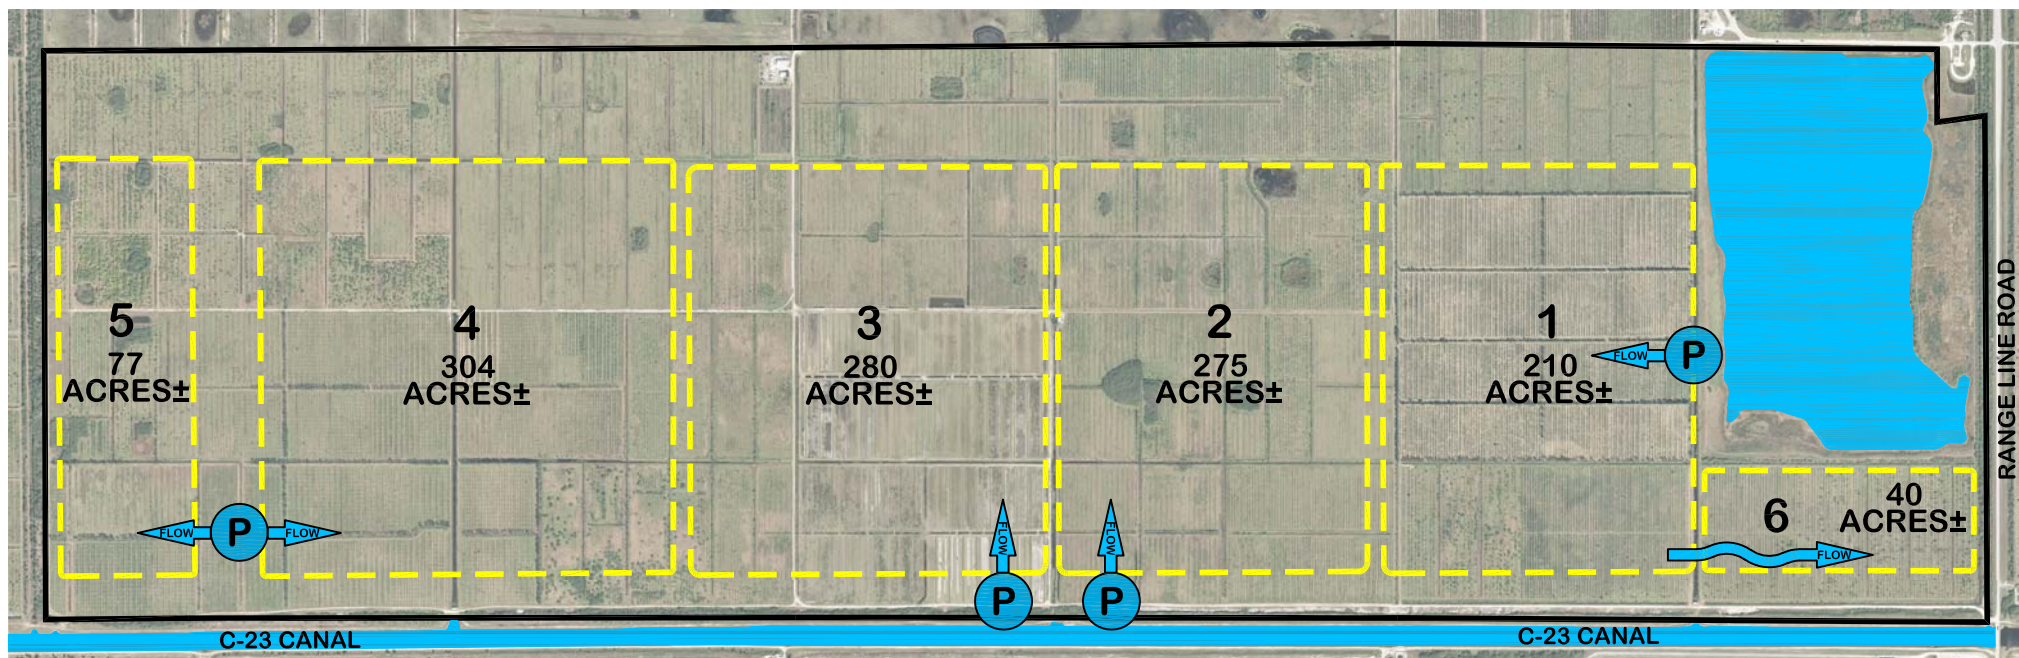 5
77
ACRES±
4
304
ACRES±
3
280
ACRES±
2
275
ACRES±
1
210
ACRES±
FLOW
P
6
40
ACRES±
FLOW
FLOW
P
FLOW
FLOW
P
FLOW
P
C-23 CANAL
C-23 CANAL
RANGE LINE ROAD